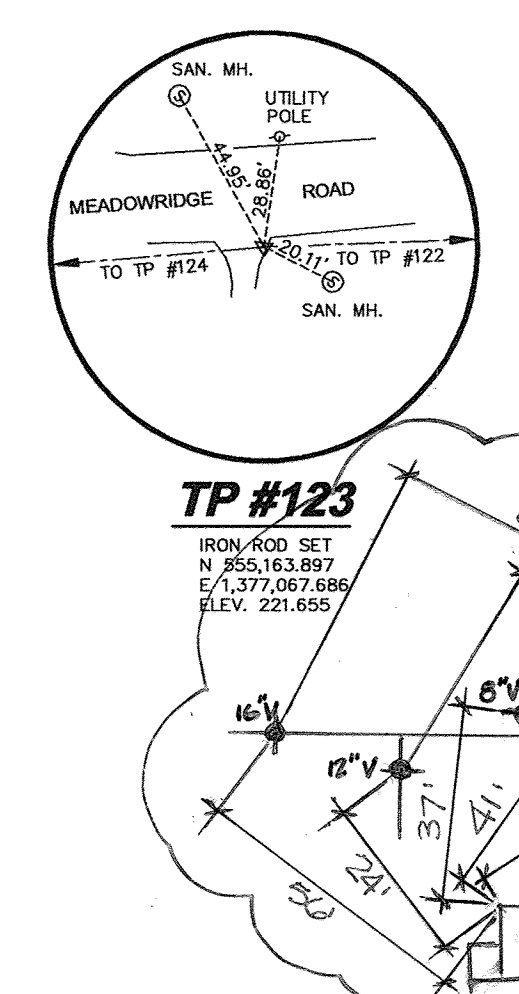 SAN. MH.
UTILITY
POLE
44.95'
28.86'
MEADOWRIDGE ROAD
20.11'
TO TP #124
TO TP #122
SAN. MH.
TP #123
IRON ROD SET
N 555,163.897
E 1,377,067.686
ELEV. 221.655
8"V
16"V
12"V
37'
41'
24'
56'